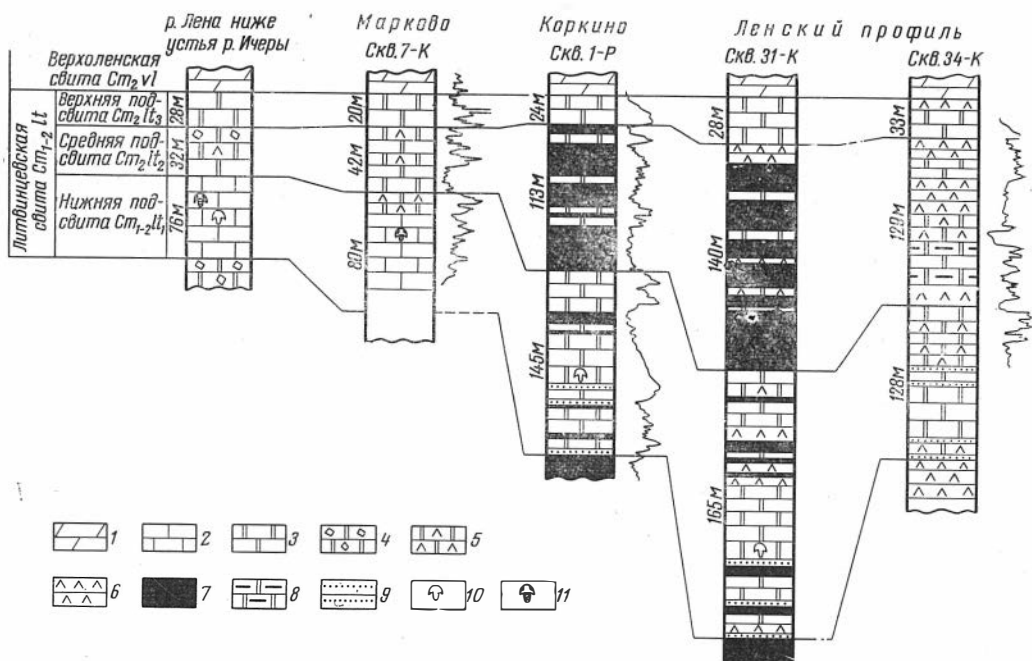 р. Лена ниже
устья р. Ичеры
Марково
Скв. 7-К
Коркино
Скв. 1-Р
Ленский профиль
Скв. 31-К
Скв. 34-К
Верхоленская
свита Cm₂ vl
Литвинцевская
свита Cm₁₋₂ lt
Верхняя под-
свита Cm₂ lt₃
Средняя под-
свита Cm₂ lt₂
Нижняя под-
свита Cm₁₋₂ lt₁
28м
32м
76м
20м
42м
80м
24м
113м
145м
28м
140м
165м
33м
129м
128м
1
2
3
4
5
6
7
8
9
10
11